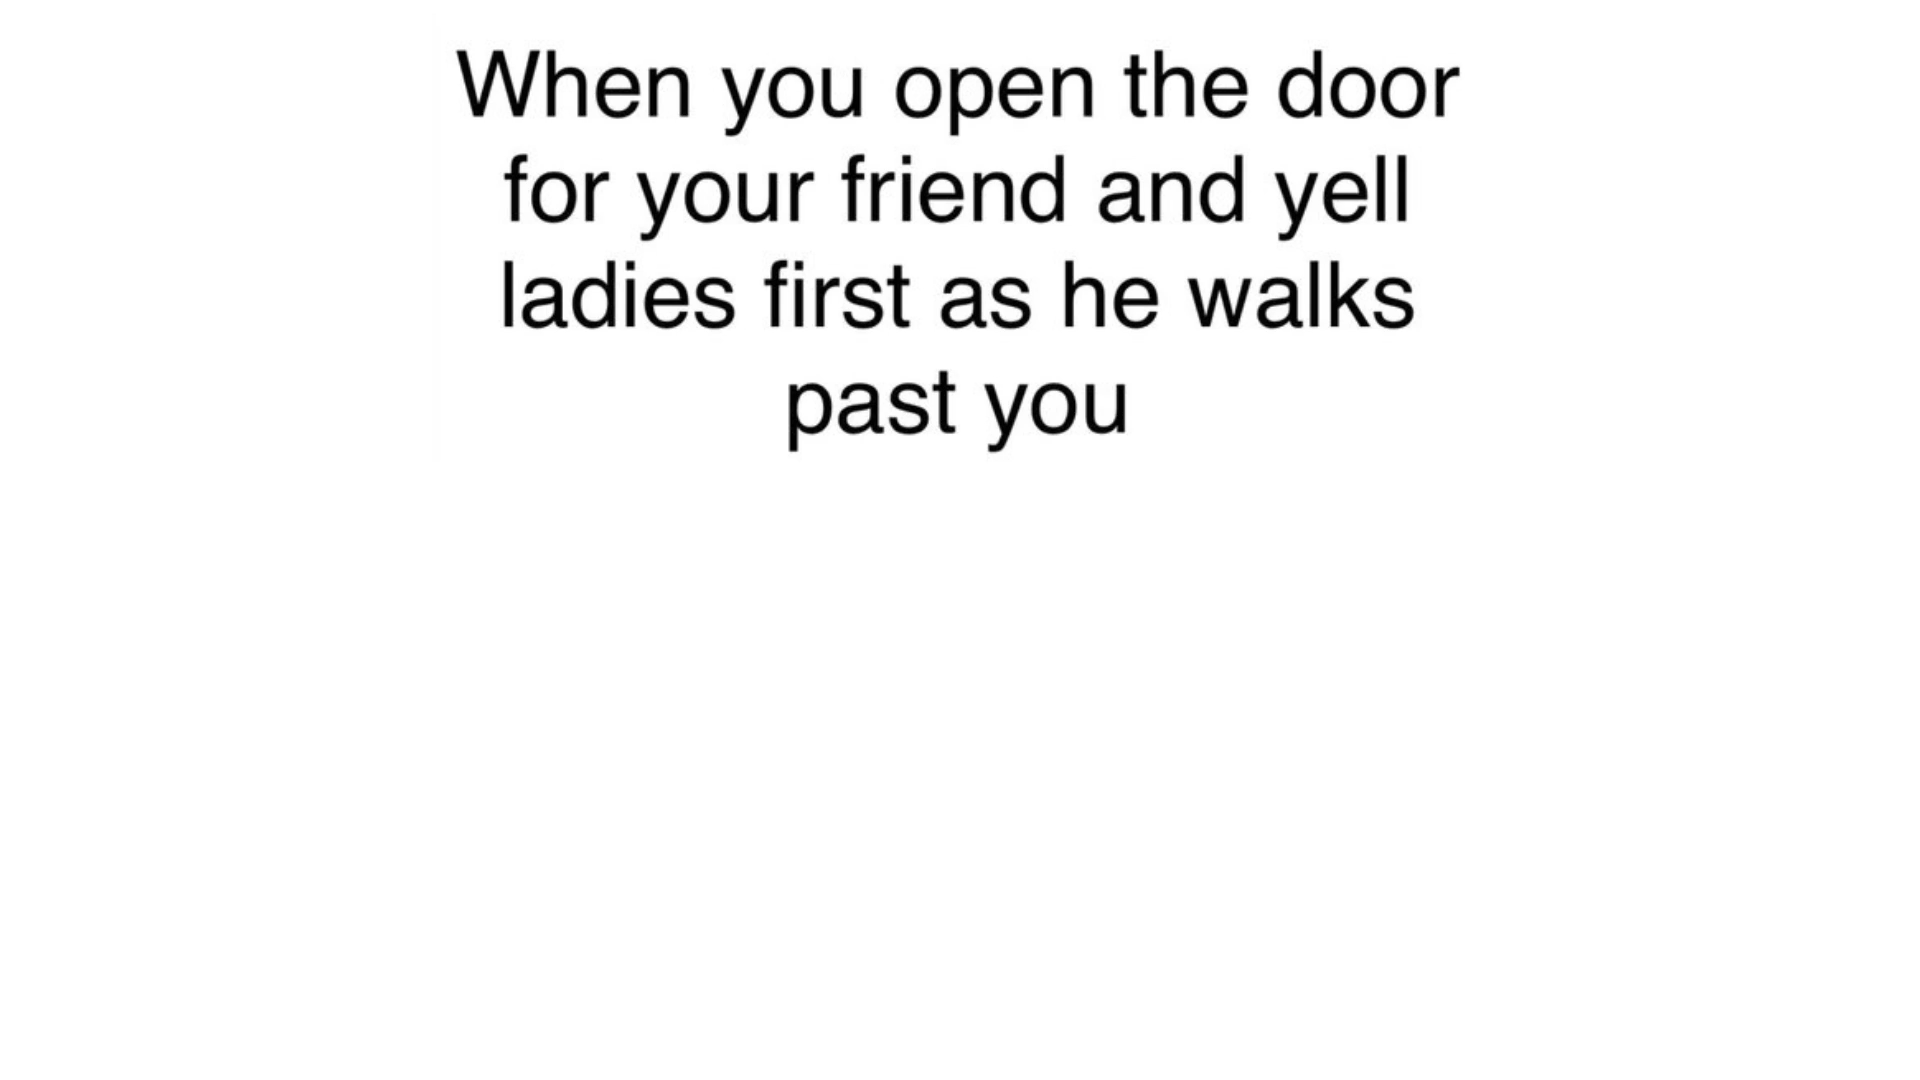 When you open the door
for your friend and yell
ladies first as he walks
past you